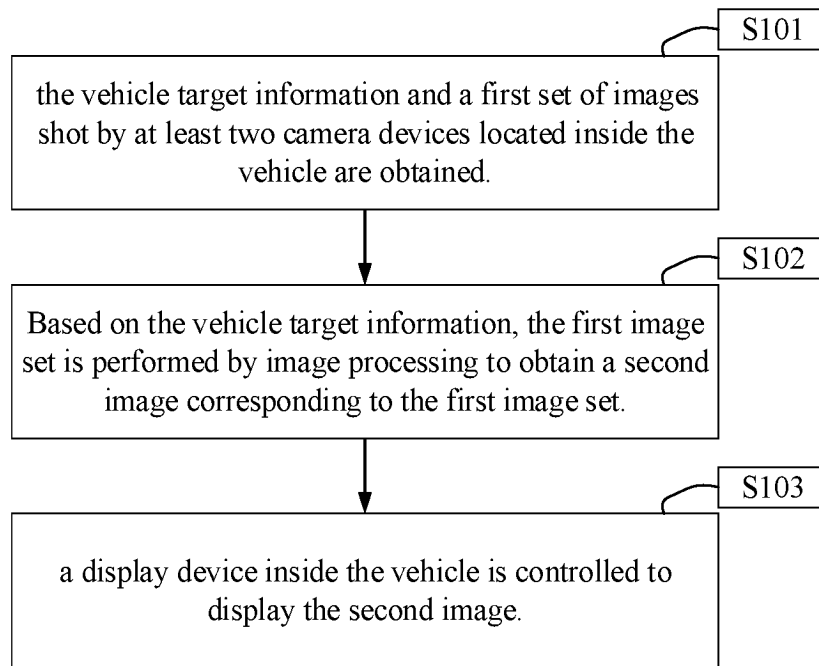 S101
the vehicle target information and a first set of images
shot by at least two camera devices located inside the
vehicle are obtained.
S102
Based on the vehicle target information, the first image
set is performed by image processing to obtain a second
image corresponding to the first image set.
S103
a display device inside the vehicle is controlled to
display the second image.